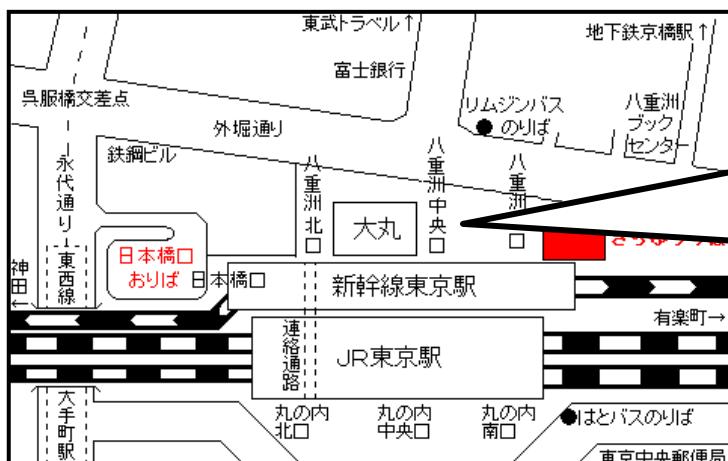 東武トラベル↑
地下鉄京橋駅↑
富士銀行
呉服橋交差点
リムジンバス
のりば
八重洲
ブック
センター
外堀通り
鉄鋼ビル
永代通り
八重洲北口
八重洲中央口
八重洲
口
大丸
東西線
日本橋口
おりば
日本橋口
神田
←
新幹線東京駅
有楽町→
連絡通路
JR東京駅
大手町駅
丸の内
北口
丸の内
中央口
丸の内
南口
はとバスのりば
東京中央郵便局